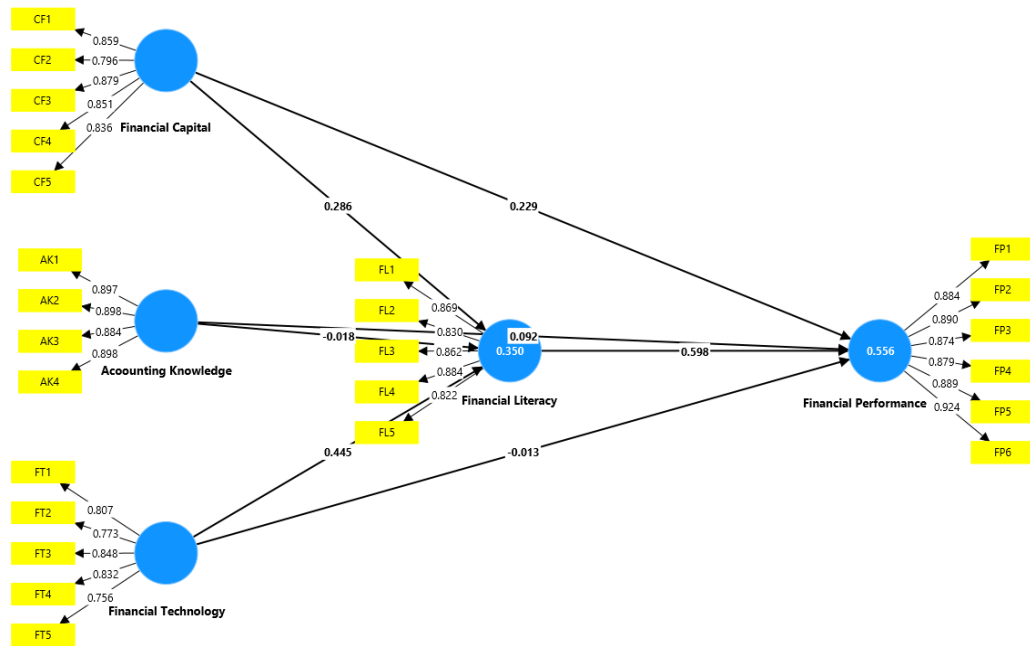 CF1
0.859
CF2
0.796
CF3
0.879
CF4
0.851
CF5
0.836
Financial Capital
0.286
0.229
AK1
0.897
AK2
0.898
AK3
0.884
AK4
0.898
Acoounting Knowledge
-0.018
0.092
FL1
0.869
FL2
0.830
FL3
0.862
FL4
0.884
FL5
0.822
0.350
Financial Literacy
0.598
0.556
Financial Performance
FP1
0.884
FP2
0.890
FP3
0.874
FP4
0.879
FP5
0.889
FP6
0.924
0.445
-0.013
FT1
0.807
FT2
0.773
FT3
0.848
FT4
0.832
FT5
0.756
Financial Technology